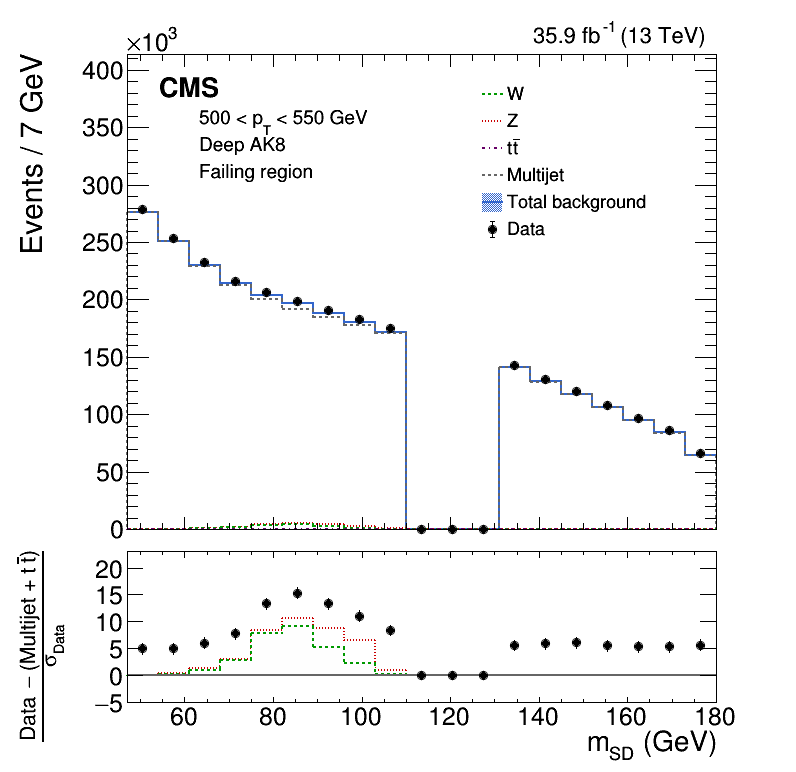 ×10³
35.9 fb⁻¹ (13 TeV)
CMS
500 < p_T < 550 GeV
Deep AK8
Failing region
W
Z
tt̄
Multijet
Total background
Data
Events / 7 GeV
400
350
300
250
200
150
100
50
0
Data − (Multijet + t t̄)
σ_Data
20
15
10
5
0
−5
60 80 100 120 140 160 180
m_SD (GeV)